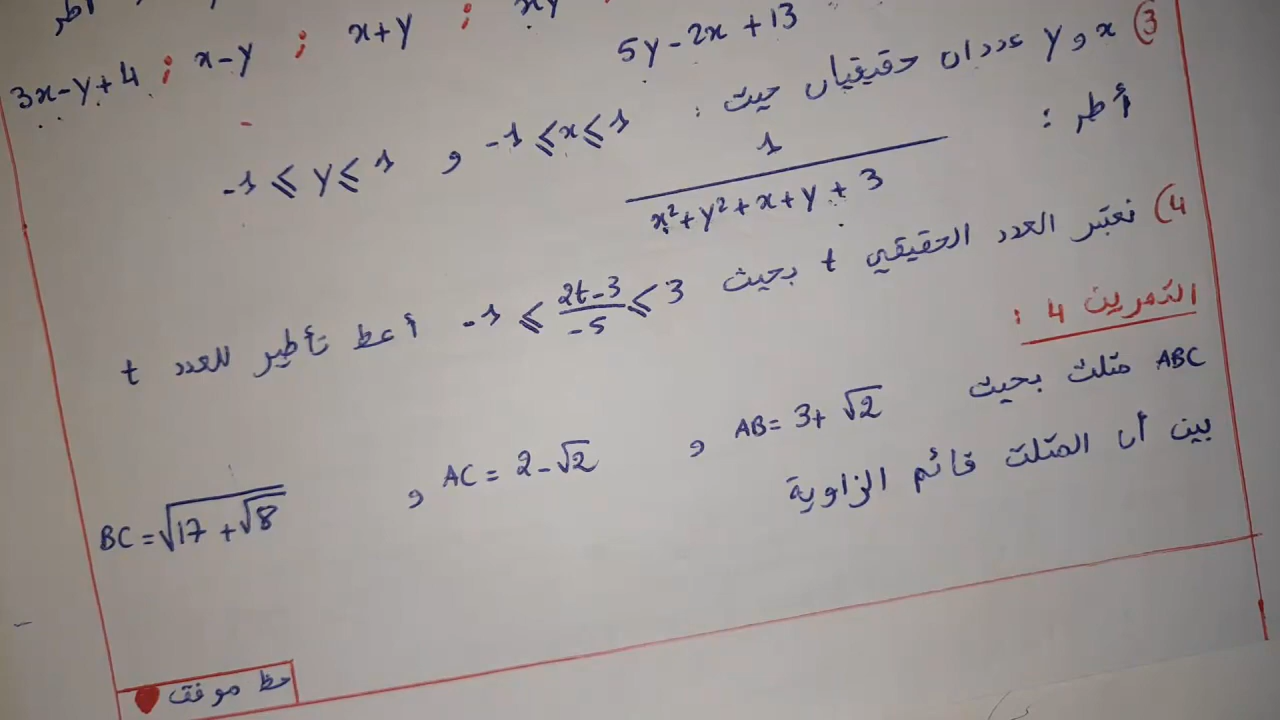 3x-y+4 ; x-y ; x+y ; xy
5y-2x+13
3) x و y عددان حقيقيان حيث : -1 ≤ x ≤ 1 و -1 ≤ y ≤ 1
أطر : 1/(x²+y²+x+y+3)
4) نعتبر العدد الحقيقي t بحيث -1 ≤ (2t-3)/-5 ≤ 3 أعط تأطير للعدد t
التمرين 4 :
ABC مثلث بحيث AB = 3+√2 و AC = 2-√2 و BC = √(17+√8)
بين أن المثلث قائم الزاوية
حظ موفق